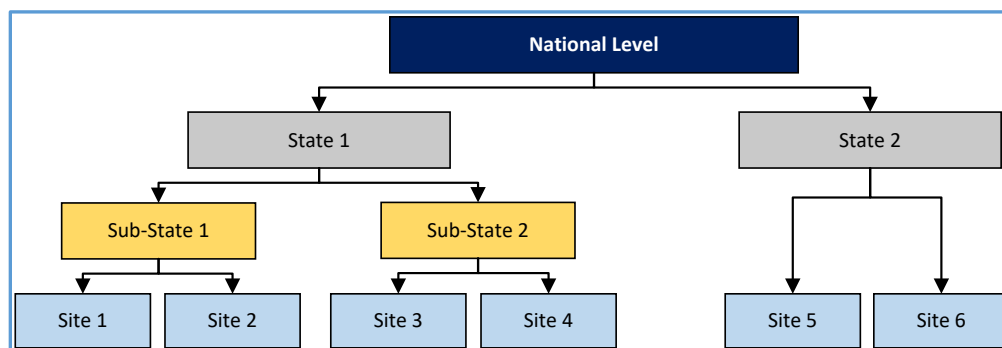 National Level
State 1
State 2
Sub-State 1
Sub-State 2
Site 1
Site 2
Site 3
Site 4
Site 5
Site 6